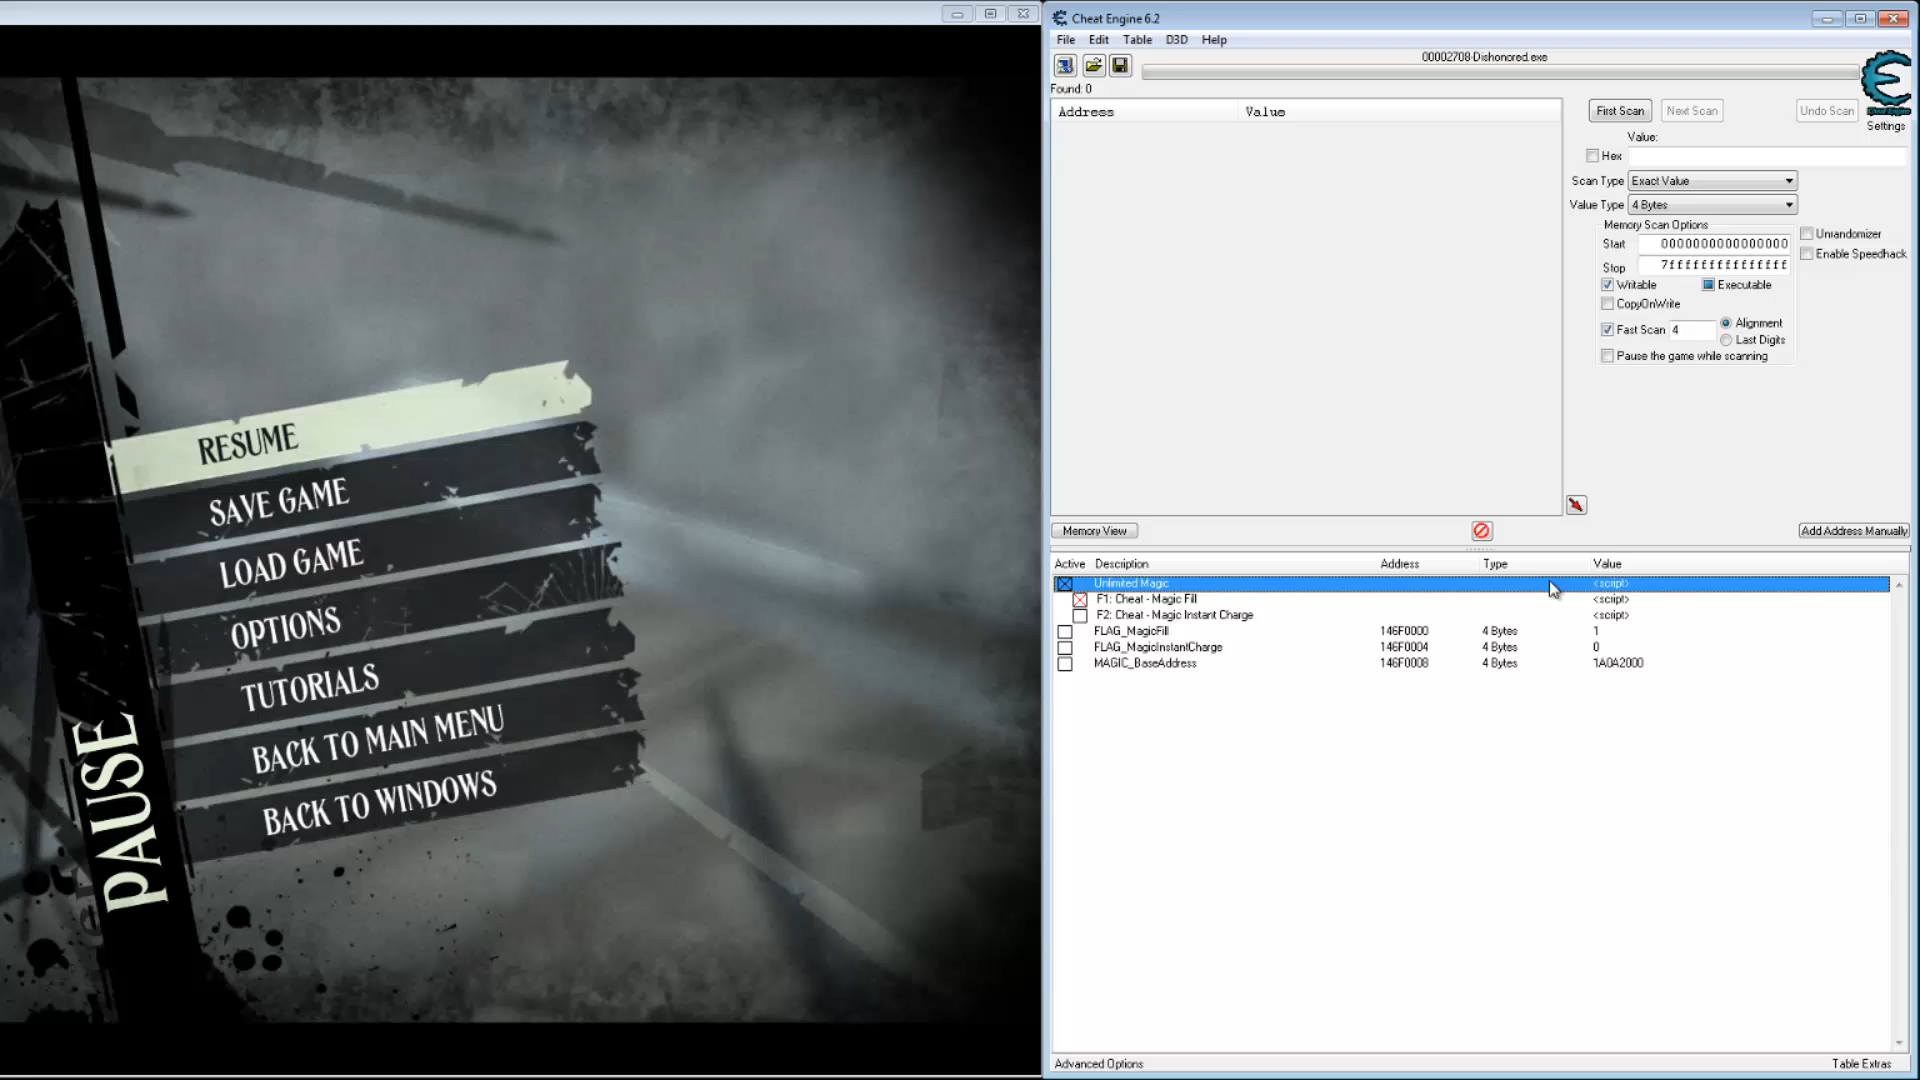 RESUME
SAVE GAME
LOAD GAME
OPTIONS
TUTORIALS
BACK TO MAIN MENU
BACK TO WINDOWS
PAUSE
Cheat Engine 6.2
File Edit Table D3D Help
00002708-Dishonored.exe
Found: 0
Address Value
First Scan Next Scan Undo Scan
Settings
Value:
Hex
Scan Type Exact Value
Value Type 4 Bytes
Memory Scan Options
Start 0000000000000000
Stop 7fffffffffffffff
Unrandomizer
Enable Speedhack
Writable Executable
CopyOnWrite
Fast Scan 4 Alignment
Last Digits
Pause the game while scanning
Memory View Add Address Manually
Active Description Address Type Value
Unlimited Magic <script>
F1: Cheat - Magic Fill <script>
F2: Cheat - Magic Instant Charge <script>
FLAG_MagicFill 146F0000 4 Bytes 1
FLAG_MagicInstantCharge 146F0004 4 Bytes 0
MAGIC_BaseAddress 146F0008 4 Bytes 1A0A2000
Advanced Options Table Extras